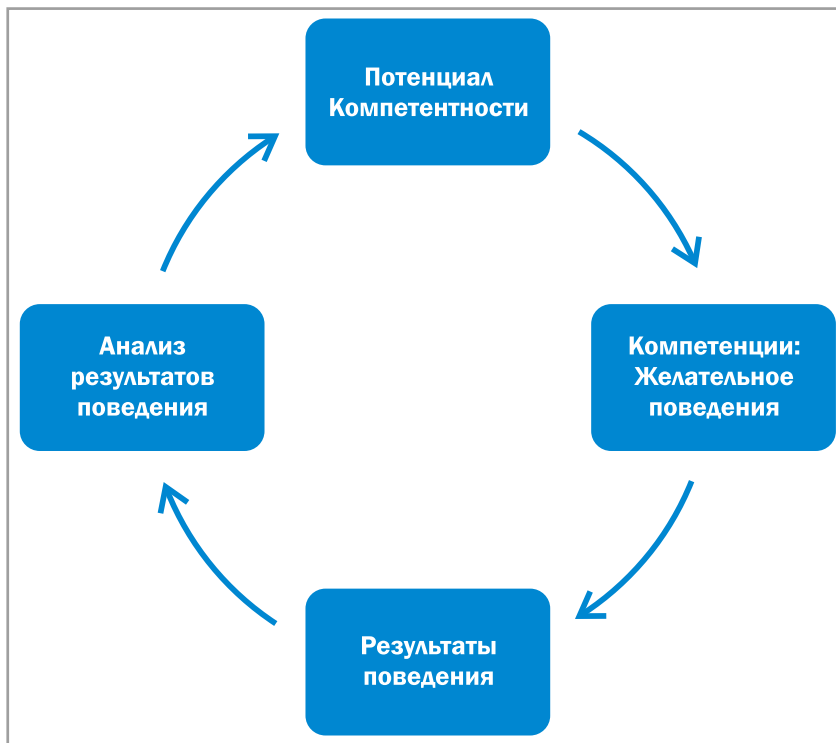 Потенциал
Компетентности
Компетенции:
Желательное
поведения
Результаты
поведения
Анализ
результатов
поведения